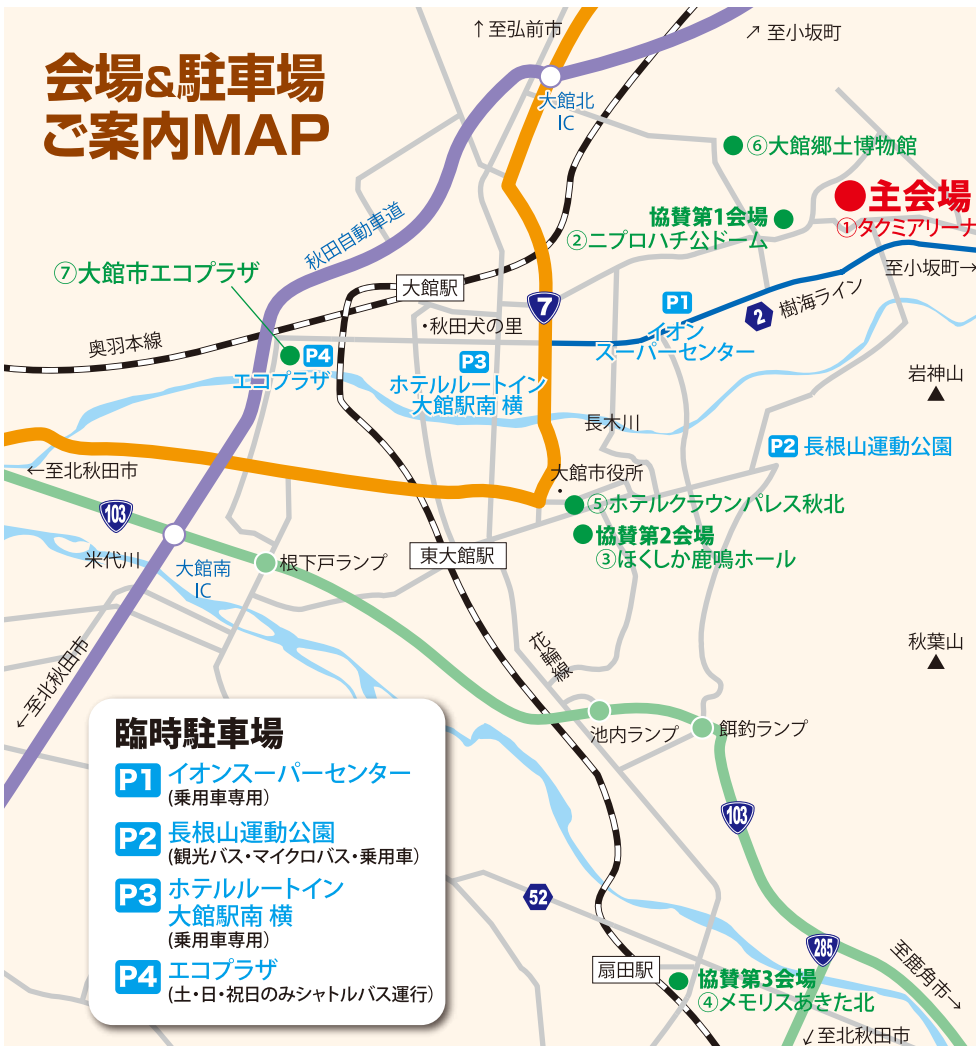 会場&駐車場
ご案内MAP
↑至弘前市
↗ 至小坂町
大館北
IC
⑥大館郷土博物館
主会場
①タクミアリーナ
協賛第1会場
②ニプロハチ公ドーム
秋田自動車道
⑦大館市エコプラザ
大館駅
至小坂町→
7
P1
イオン
スーパーセンター
2
樹海ライン
・秋田犬の里
奥羽本線
P4
エコプラザ
P3
ホテルルートイン
大館駅南 横
岩神山
長木川
P2 長根山運動公園
←至北秋田市
大館市役所
103
⑤ホテルクラウンパレス秋北
協賛第2会場
③ほくしか鹿鳴ホール
米代川
大館南
IC
根下戸ランプ
東大館駅
花輪線
秋葉山
←至北秋田市
池内ランプ
餌釣ランプ
臨時駐車場
P1 イオンスーパーセンター
(乗用車専用)
P2 長根山運動公園
(観光バス・マイクロバス・乗用車)
P3 ホテルルートイン
大館駅南 横
(乗用車専用)
P4 エコプラザ
(土・日・祝日のみシャトルバス運行)
103
52
285
至鹿角市→
扇田駅
協賛第3会場
④メモリスあきた北
↙至北秋田市